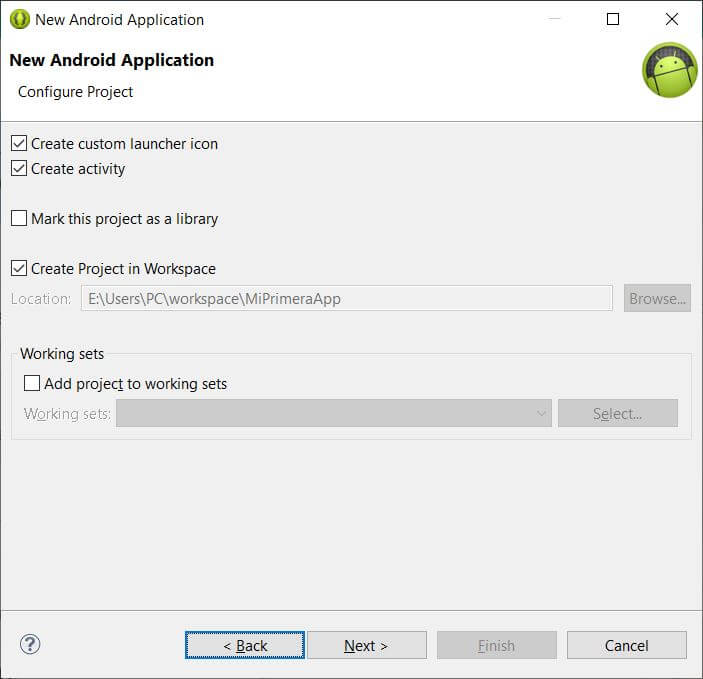 New Android Application
New Android Application
Configure Project
Create custom launcher icon
Create activity
Mark this project as a library
Create Project in Workspace
Location: E:\Users\PC\workspace\MiPrimeraApp Browse...
Working sets
Add project to working sets
Working sets: Select...
? < Back Next > Finish Cancel